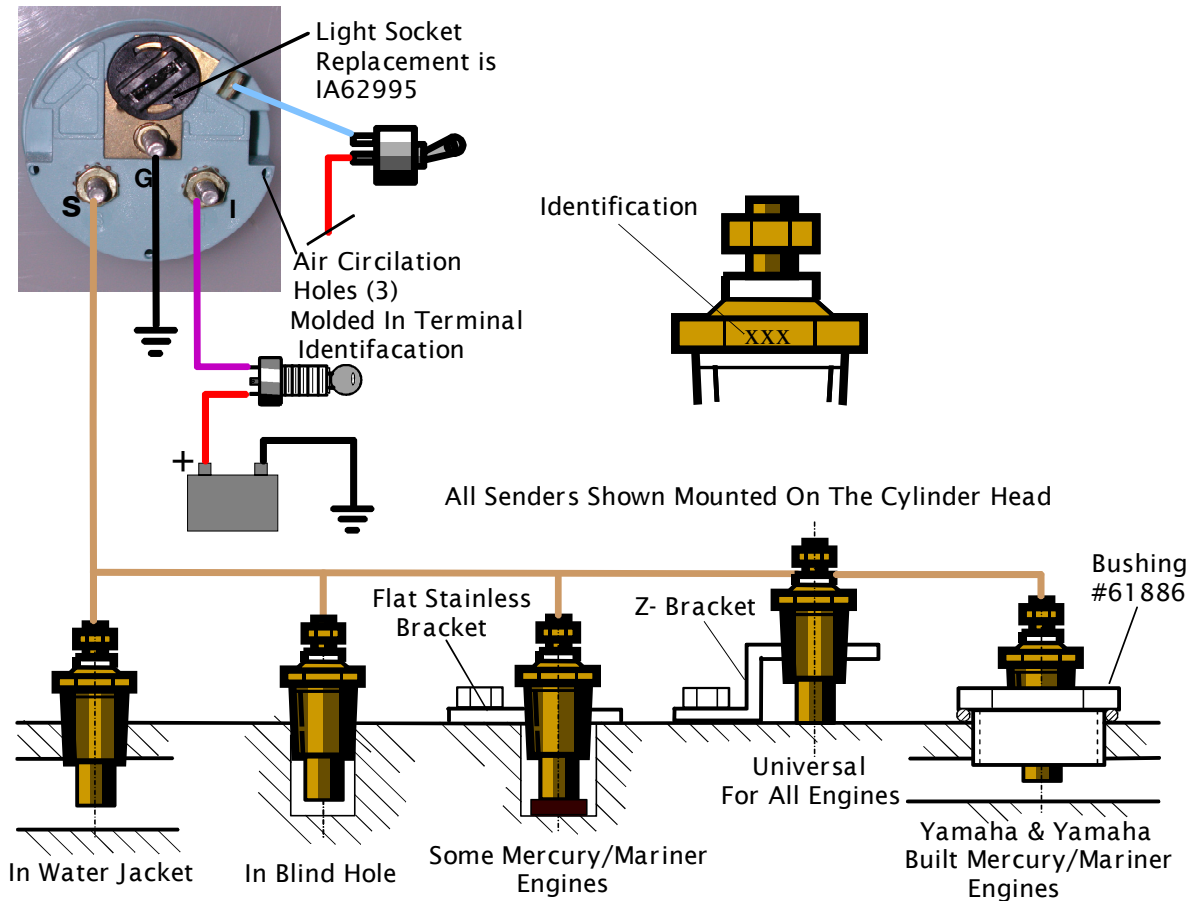 Light Socket
Replacement is
IA62995
G
S
I
Identification
xxx
Air Circilation
Holes (3)
Molded In Terminal
Identifacation
+
All Senders Shown Mounted On The Cylinder Head
Bushing
#61886
Flat Stainless
Bracket
Z- Bracket
Universal
For All Engines
In Water Jacket
In Blind Hole
Some Mercury/Mariner
Engines
Yamaha & Yamaha
Built Mercury/Mariner
Engines